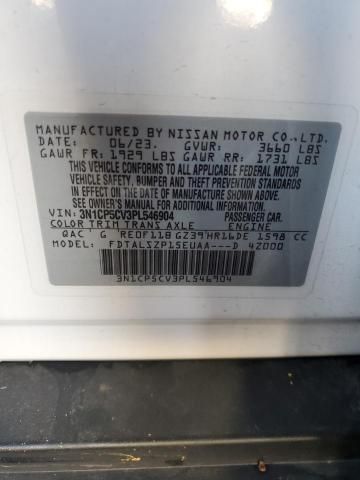 MANUFACTURED BY NISSAN MOTOR CO.,LTD.
DATE: 06/23. GVWR: 3660 LBS
GAWR FR: 1929 LBS GAWR RR: 1731 LBS
THIS VEHICLE CONFORMS TO ALL APPLICABLE FEDERAL MOTOR
VEHICLE SAFETY, BUMPER, AND THEFT PREVENTION
STANDARDS IN EFFECT ON THE DATE OF
MANUFACTURE SHOWN ABOVE. SEE
OWNER'S MANUAL FOR ADDITIONAL
INFORMATION.
VIN: 3N1CP5CV3PL546904 PASSENGER CAR.
COLOR TRIM TRANS AXLE ENGINE
QAC G RE0F11B GZ39 HR16DE 1598 CC
MODEL: FDTALSZP15EUAA---D 4Z000
3N1CP5CV3PL546904